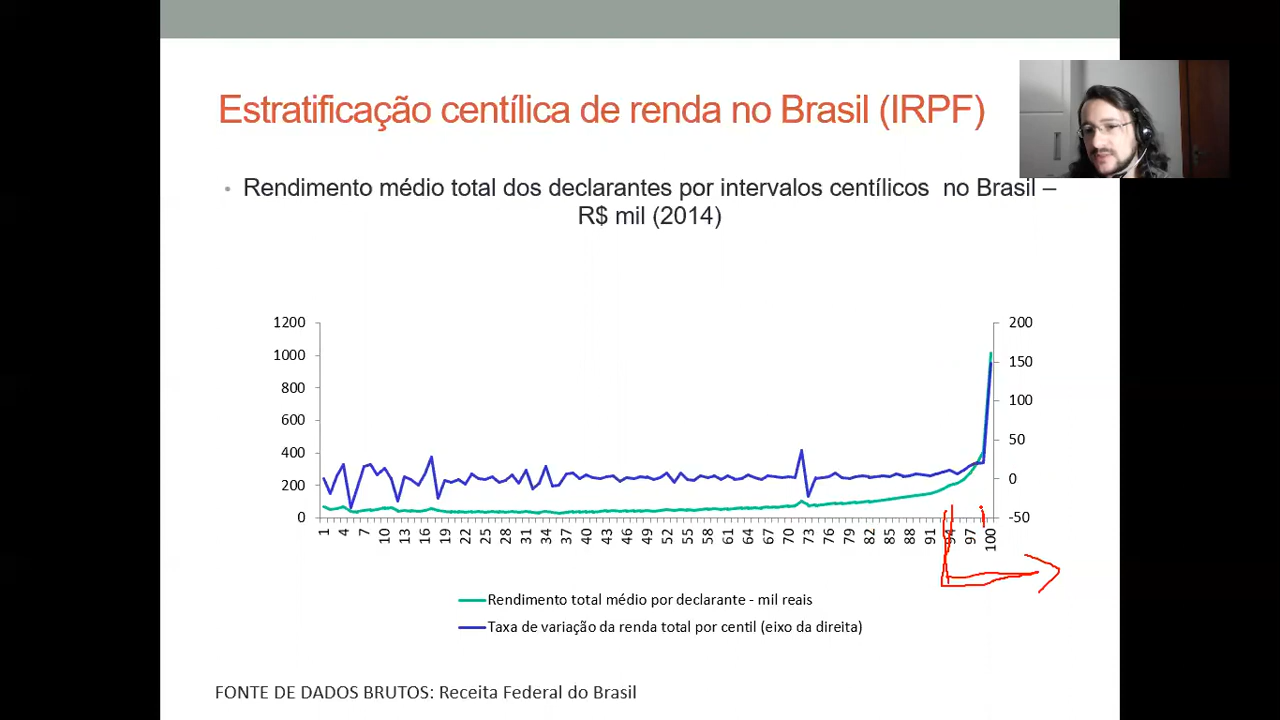 Estratificação centílica de renda no Brasil (IRPF)
• Rendimento médio total dos declarantes por intervalos centílicos no Brasil –
R$ mil (2014)
1200
1000
800
600
400
200
0
200
150
100
50
0
-50
1 4 7 10 13 16 19 22 25 28 31 34 37 40 43 46 49 52 55 58 61 64 67 70 73 76 79 82 85 88 91 94 97 100
Rendimento total médio por declarante - mil reais
Taxa de variação da renda total por centil (eixo da direita)
FONTE DE DADOS BRUTOS: Receita Federal do Brasil